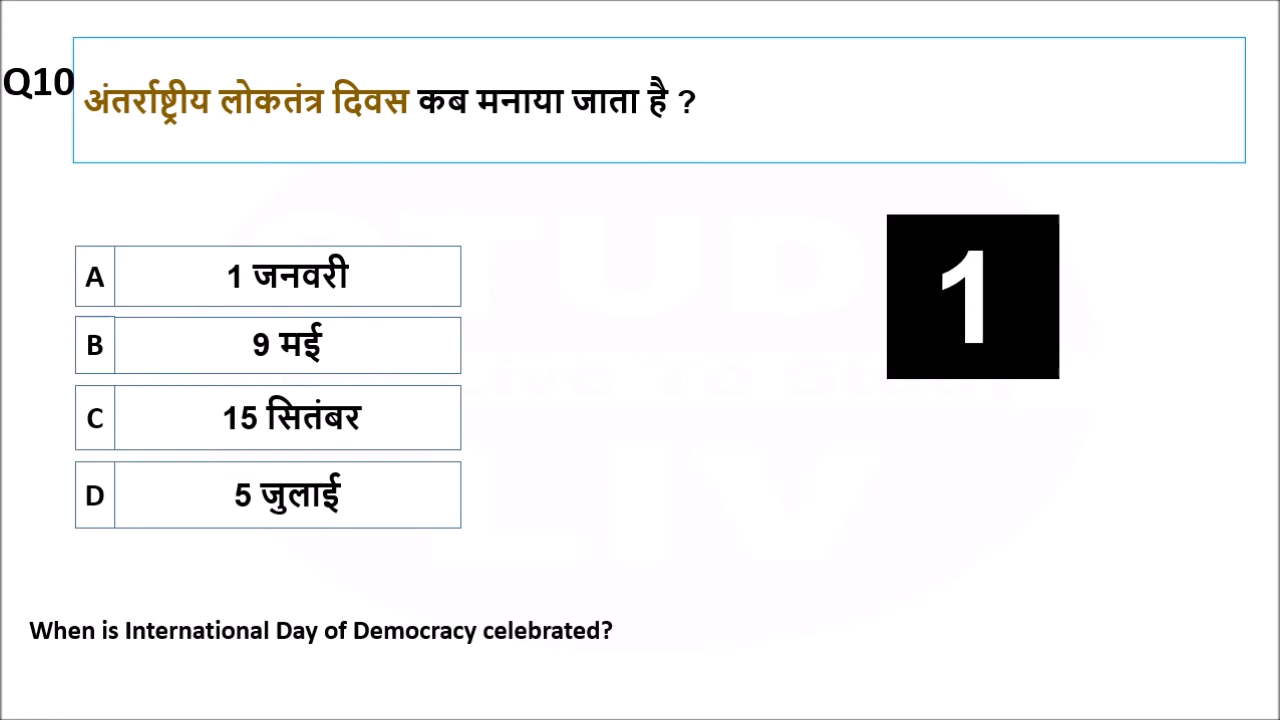 Q10
अंतर्राष्ट्रीय लोकतंत्र दिवस कब मनाया जाता है ?
A 1 जनवरी
1
B 9 मई
C 15 सितंबर
D 5 जुलाई
When is International Day of Democracy celebrated?